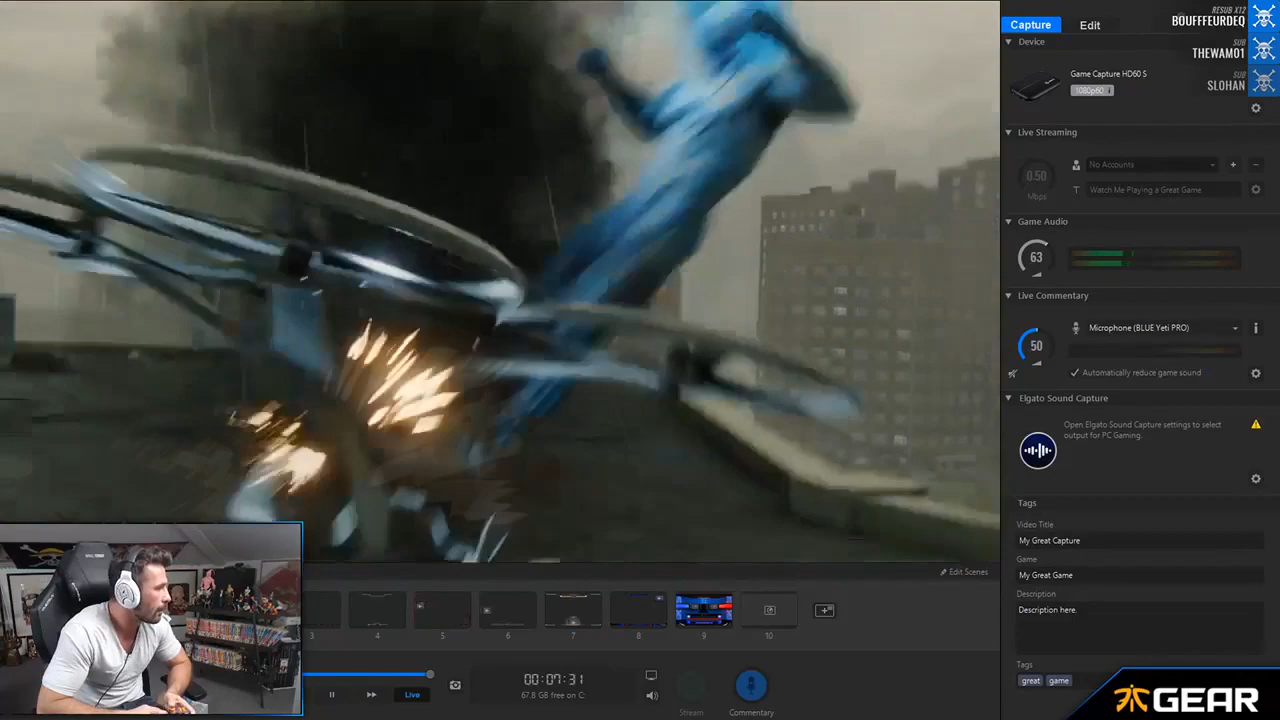 Capture
Edit
RESUB X12
BOUFFFEURDEQ
SUB
THEWAM01
SUB
SLOHAN
Device
Game Capture HD60 S
1080p60
Live Streaming
0.50
Mbps
No Accounts
Watch Me Playing a Great Game.
Game Audio
63
Live Commentary
50
Microphone (BLUE Yeti PRO)
Automatically reduce game sound
Elgato Sound Capture
Open Elgato Sound Capture settings to select
output for PC Gaming.
Tags
Video Title
My Great Capture
Game
My Great Game
Description
Description here.
Tags
great
game
Edit Scenes
3
4
5
6
7
8
9
10
Live
00:07:31
67.8 GB free on C:
Stream
Commentary
GEAR